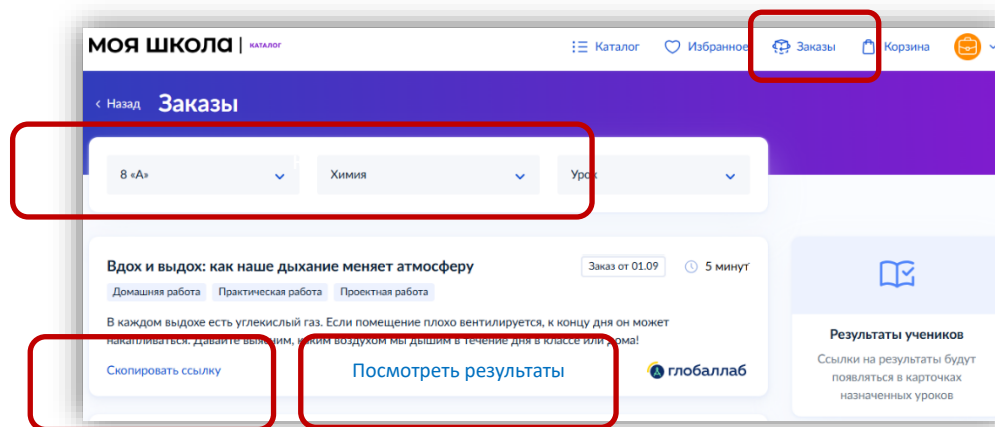 моя школа | каталог
Каталог Избранное Заказы Корзина
Назад Заказы
8 «А» Химия Урок
Вдох и выдох: как наше дыхание меняет атмосферу
Заказ от 01.09 5 минут
Домашняя работа Практическая работа Проектная работа
В каждом выдохе есть углекислый газ. Если помещение плохо вентилируется, к концу дня он может
накапливаться. Давайте выясним, каким воздухом мы дышим в течение дня в классе или дома!
Скопировать ссылку Посмотреть результаты глобаллаб
Результаты учеников
Ссылки на результаты будут
появляться в карточках
назначенных уроков